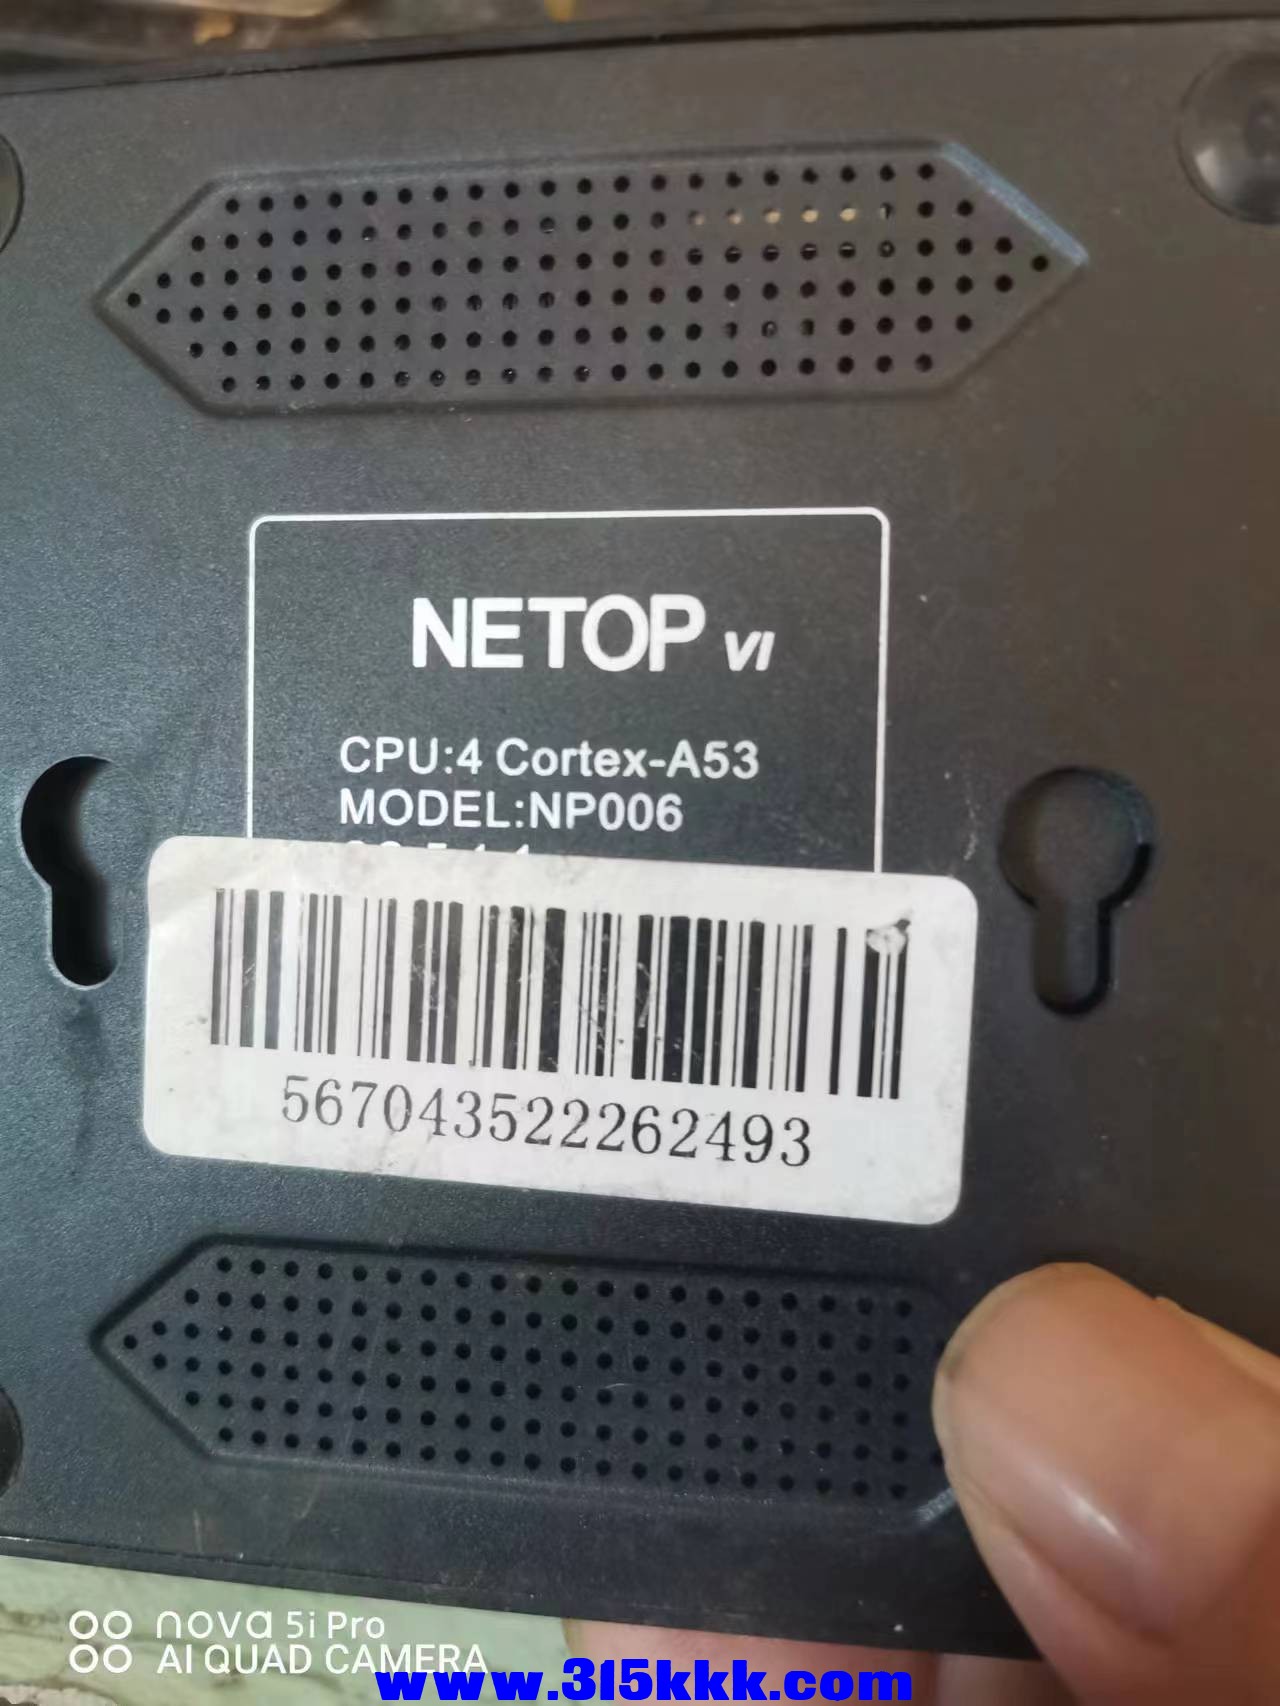 NETOP VI
CPU:4 Cortex-A53
MODEL:NP006
567043522262493
nova 5i Pro
AI QUAD CAMERA
www.315kkk.com